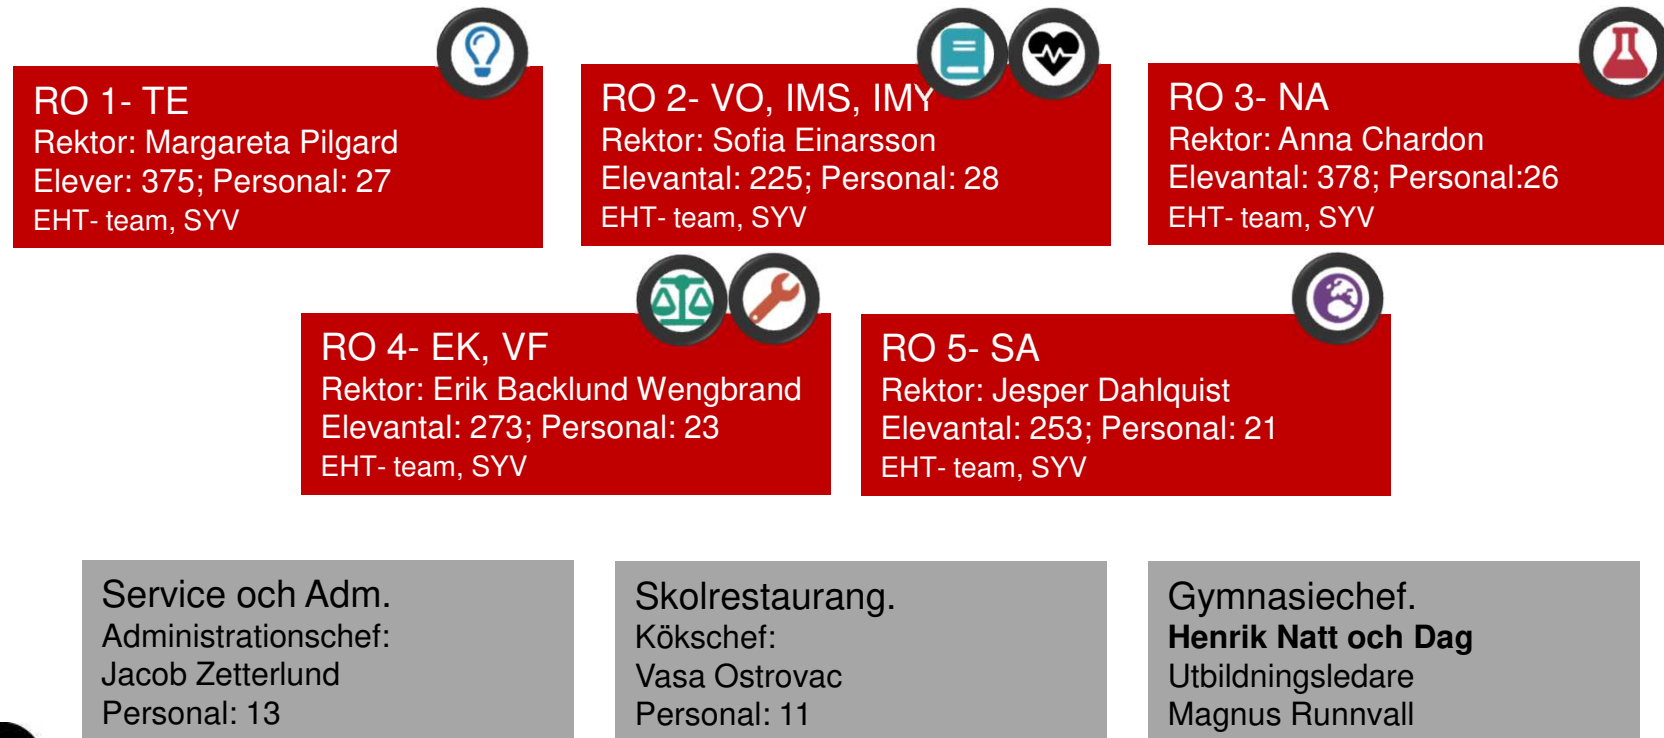 RO 1- TE
Rektor: Margareta Pilgard
Elever: 375; Personal: 27
EHT- team, SYV
RO 2- VO, IMS, IMY
Rektor: Sofia Einarsson
Elevantal: 225; Personal: 28
EHT- team, SYV
RO 3- NA
Rektor: Anna Chardon
Elevantal: 378; Personal:26
EHT- team, SYV
RO 4- EK, VF
Rektor: Erik Backlund Wengbrand
Elevantal: 273; Personal: 23
EHT- team, SYV
RO 5- SA
Rektor: Jesper Dahlquist
Elevantal: 253; Personal: 21
EHT- team, SYV
Service och Adm.
Administrationschef:
Jacob Zetterlund
Personal: 13
Skolrestaurang.
Kökschef:
Vasa Ostrovac
Personal: 11
Gymnasiechef.
Henrik Natt och Dag
Utbildningsledare
Magnus Runnvall